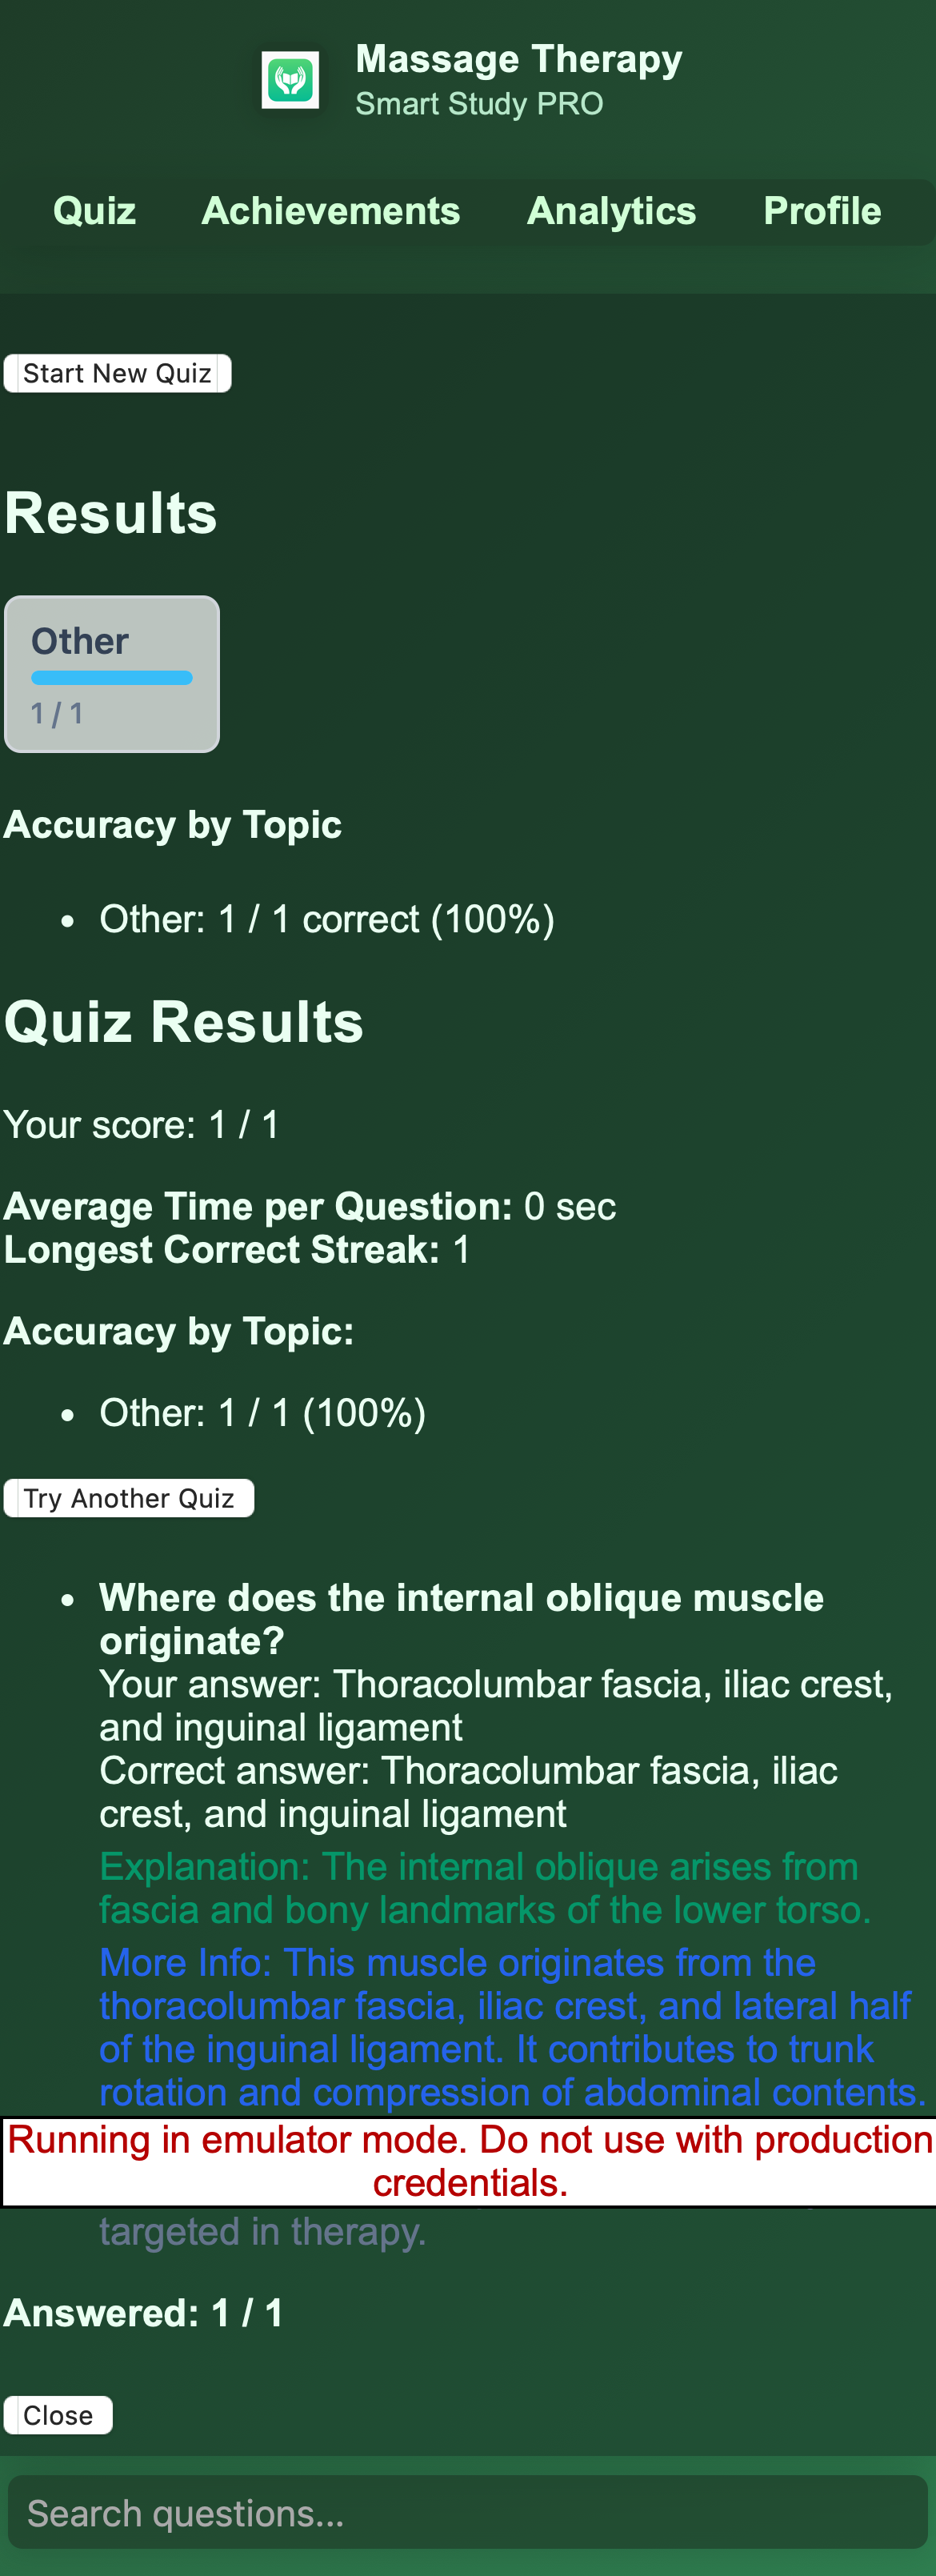 Massage Therapy
Smart Study PRO
Quiz Achievements Analytics Profile
Start New Quiz
Results
Other
1 / 1
Accuracy by Topic
• Other: 1 / 1 correct (100%)
Quiz Results
Your score: 1 / 1
Average Time per Question: 0 sec
Longest Correct Streak: 1
Accuracy by Topic:
• Other: 1 / 1 (100%)
Try Another Quiz
• Where does the internal oblique muscle
originate?
Your answer: Thoracolumbar fascia, iliac crest,
and inguinal ligament
Correct answer: Thoracolumbar fascia, iliac
crest, and inguinal ligament
Explanation: The internal oblique arises from
fascia and bony landmarks of the lower torso.
More Info: This muscle originates from the
thoracolumbar fascia, iliac crest, and lateral half
of the inguinal ligament. It contributes to trunk
rotation and compression of abdominal contents.
Running in emulator mode. Do not use with production
credentials.
targeted in therapy.
Answered: 1 / 1
Close
Search questions...